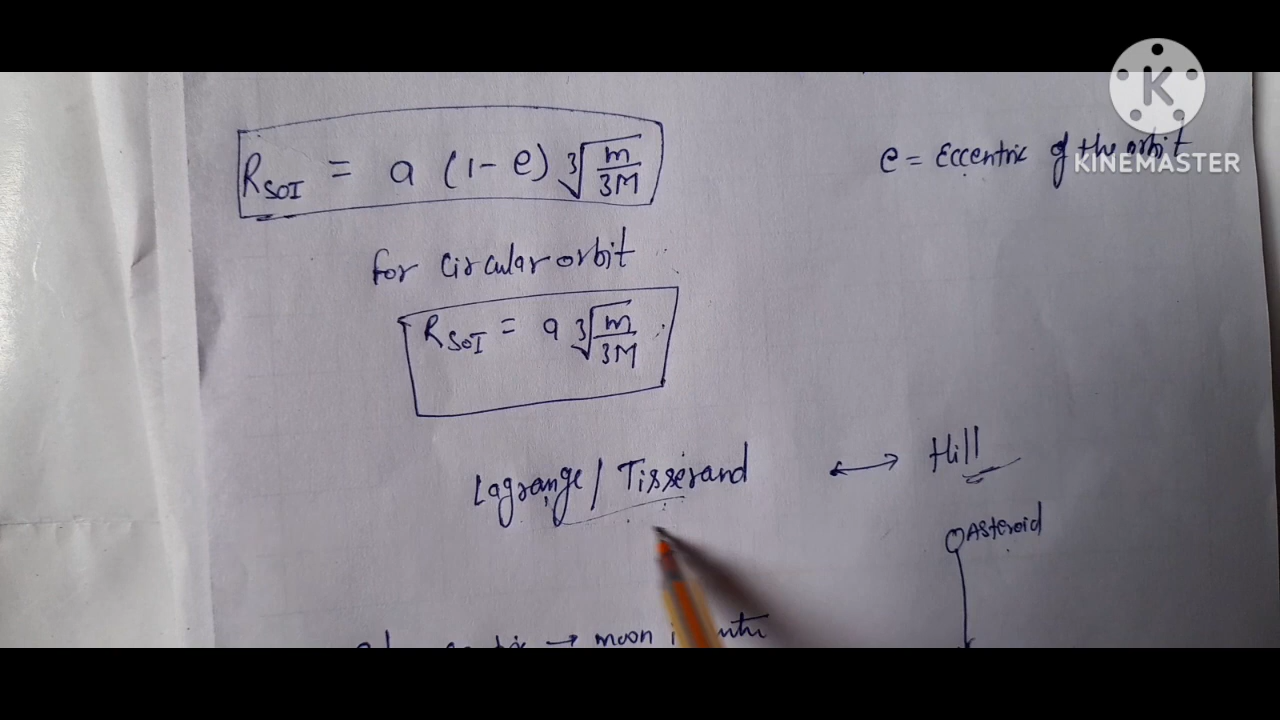 R_SOI = a (1 - e) ∛(m/3M)
e = Eccentric of the orbit
KINEMASTER
for circular orbit
R_SOI = a ∛(m/3M)
Lagrange / Tisserand ↔ Hill
Asteroid
→ moon